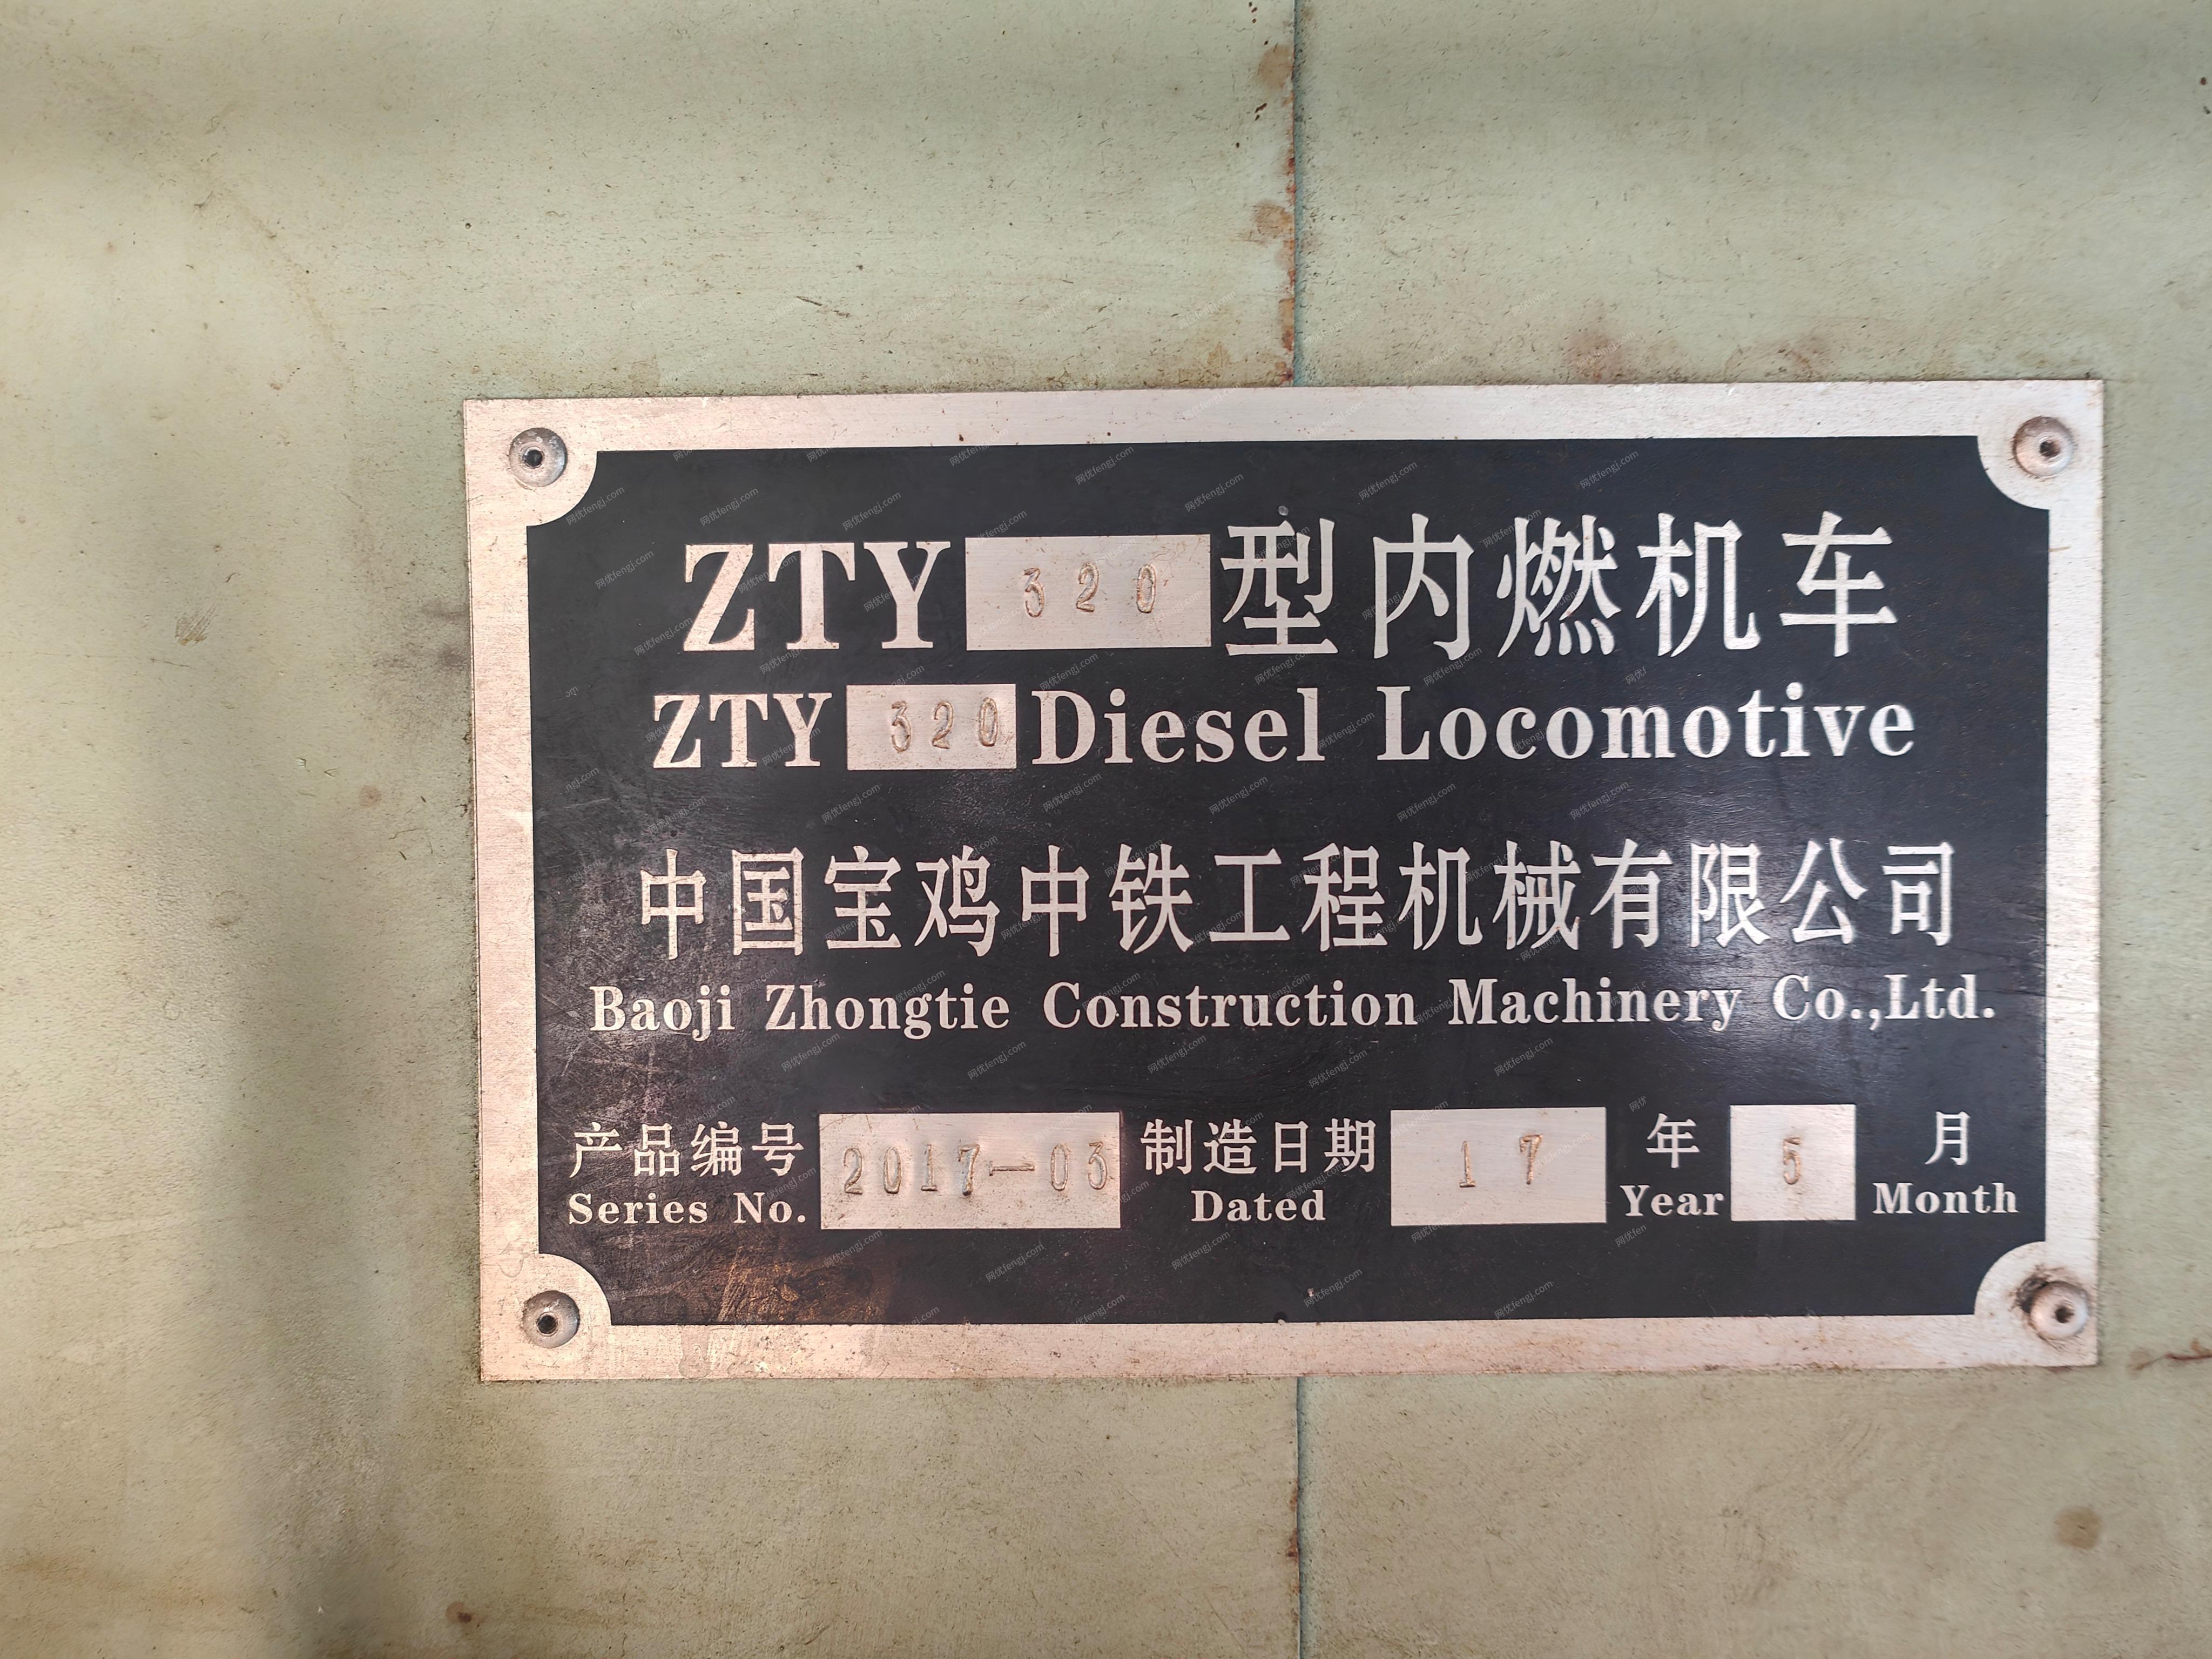 ZTY 320 型内燃机车
ZTY 320 Diesel Locomotive
中国宝鸡中铁工程机械有限公司
Baoji Zhongtie Construction Machinery Co.,Ltd.
产品编号 2017-03 制造日期 17 年 5 月
Series No. Dated Year Month